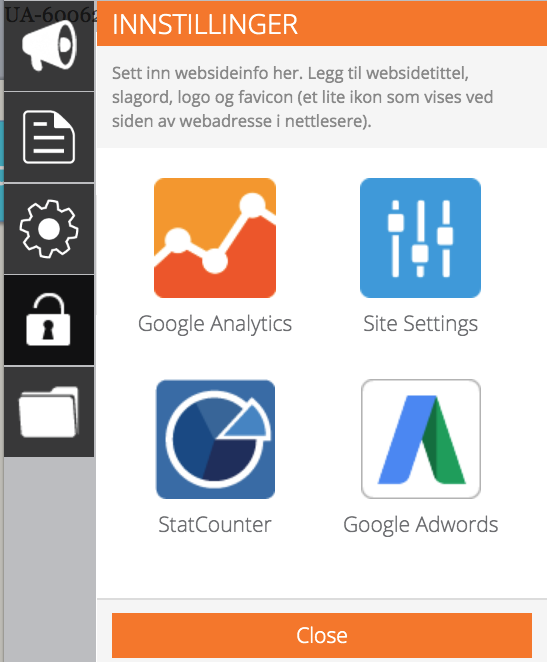 UA-6006
INNSTILLINGER
Sett inn websideinfo her. Legg til websidetittel,
slagord, logo og favicon (et lite ikon som vises ved
siden av webadresse i nettlesere).
Google Analytics
Site Settings
StatCounter
Google Adwords
Close